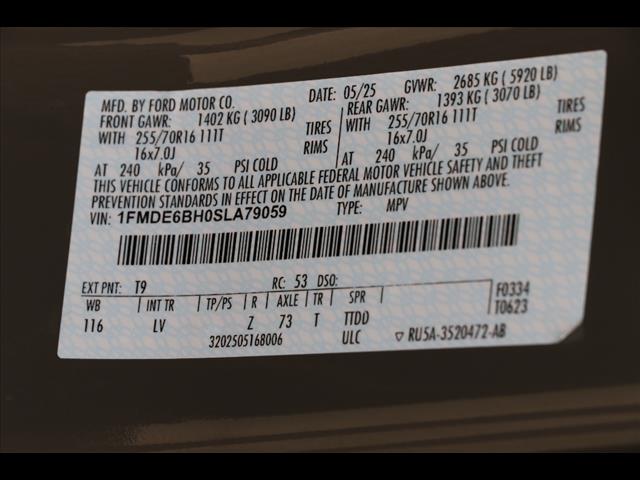 MFD. BY FORD MOTOR CO. DATE: 05/25 GVWR: 2685 KG ( 5920 LB)
FRONT GAWR: 1402 KG ( 3090 LB) REAR GAWR: 1393 KG ( 3070 LB)
WITH 255/70R16 111T TIRES WITH 255/70R16 111T TIRES
16x7.0J RIMS 16x7.0J RIMS
AT 240 kPa/ 35 PSI COLD AT 240 kPa/ 35 PSI COLD
THIS VEHICLE CONFORMS TO ALL APPLICABLE FEDERAL MOTOR VEHICLE SAFETY AND THEFT
PREVENTION STANDARDS IN EFFECT ON THE DATE OF MANUFACTURE SHOWN ABOVE.
VIN: 1FMDE6BH0SLA79059 TYPE: MPV
EXT PNT: T9 RC: 53 DSO: F0334
WB INT TR TP/PS R AXLE TR SPR T0623
116 LV Z 73 T TTDD
3202505168006 ULC ▽ RU5A-3520472-AB